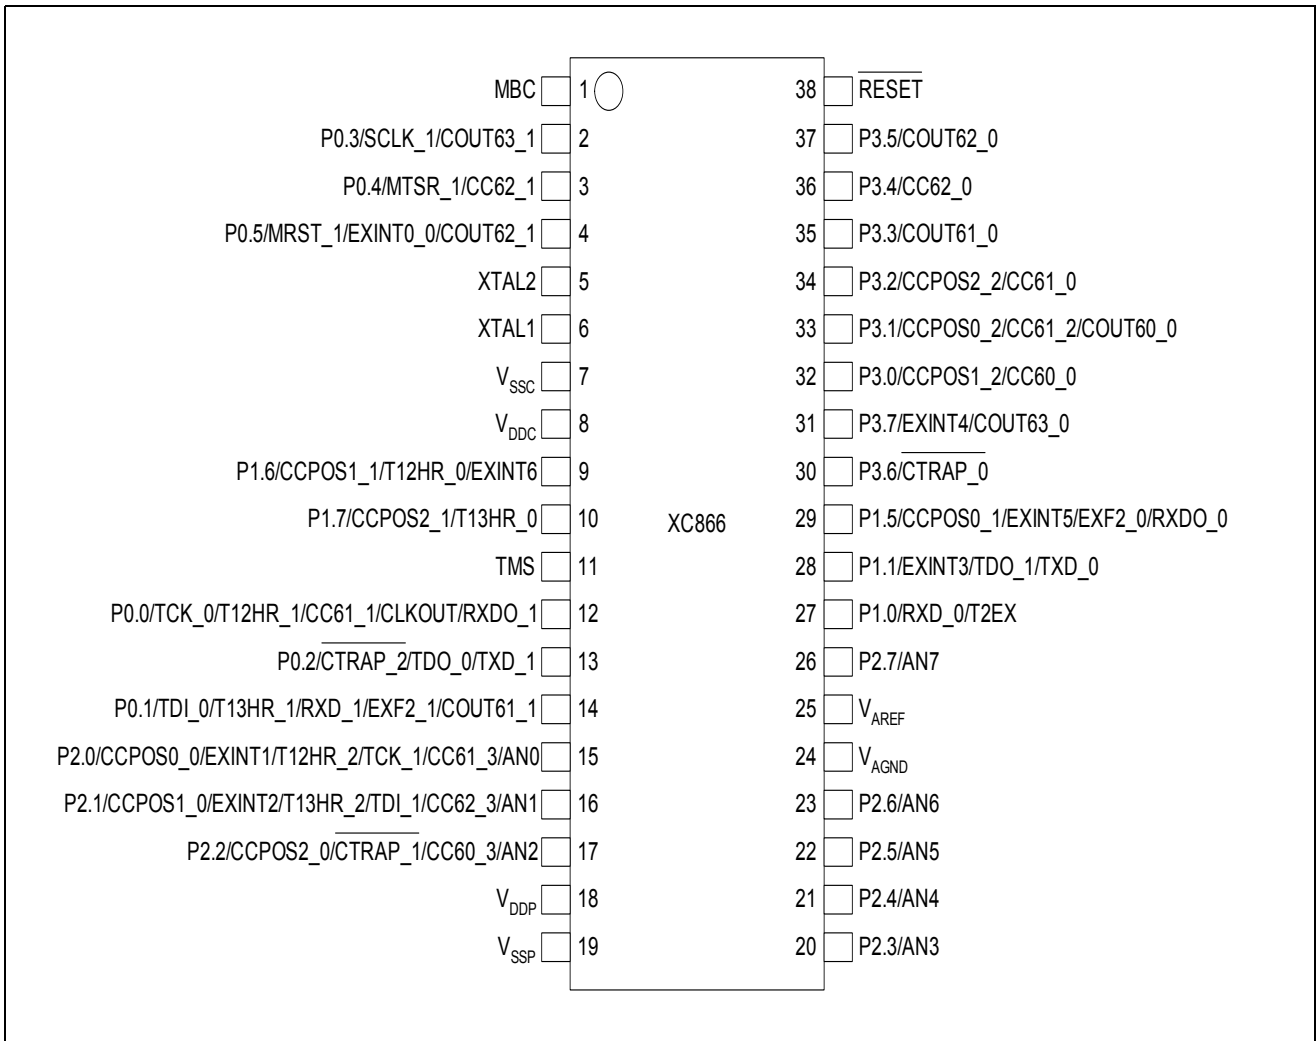 MBC 1 38 RESET
P0.3/SCLK_1/COUT63_1 2 37 P3.5/COUT62_0
P0.4/MTSR_1/CC62_1 3 36 P3.4/CC62_0
P0.5/MRST_1/EXINT0_0/COUT62_1 4 35 P3.3/COUT61_0
XTAL2 5 34 P3.2/CCPOS2_2/CC61_0
XTAL1 6 33 P3.1/CCPOS0_2/CC61_2/COUT60_0
VSSC 7 32 P3.0/CCPOS1_2/CC60_0
VDDC 8 31 P3.7/EXINT4/COUT63_0
P1.6/CCPOS1_1/T12HR_0/EXINT6 9 30 P3.6/CTRAP_0
P1.7/CCPOS2_1/T13HR_0 10 XC866 29 P1.5/CCPOS0_1/EXINT5/EXF2_0/RXDO_0
TMS 11 28 P1.1/EXINT3/TDO_1/TXD_0
P0.0/TCK_0/T12HR_1/CC61_1/CLKOUT/RXDO_1 12 27 P1.0/RXD_0/T2EX
P0.2/CTRAP_2/TDO_0/TXD_1 13 26 P2.7/AN7
P0.1/TDI_0/T13HR_1/RXD_1/EXF2_1/COUT61_1 14 25 VAREF
P2.0/CCPOS0_0/EXINT1/T12HR_2/TCK_1/CC61_3/AN0 15 24 VAGND
P2.1/CCPOS1_0/EXINT2/T13HR_2/TDI_1/CC62_3/AN1 16 23 P2.6/AN6
P2.2/CCPOS2_0/CTRAP_1/CC60_3/AN2 17 22 P2.5/AN5
VDDP 18 21 P2.4/AN4
VSSP 19 20 P2.3/AN3